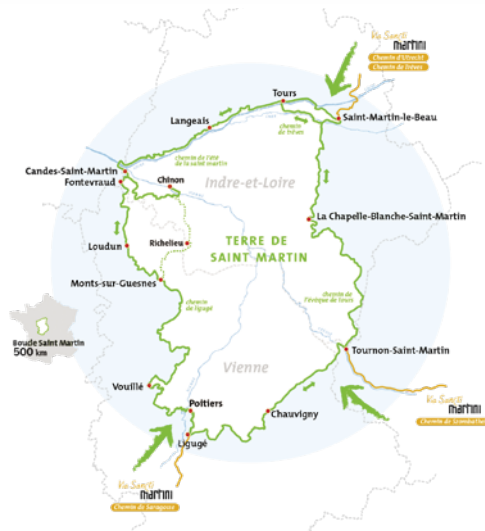 Via Sancti
martini
Chemin d'Utrecht
Chemin de Trèves
Tours
Saint-Martin-le-Beau
Langeais
chemin
de trèves
chemin de l'été
de la saint martin
Candes-Saint-Martin
Fontevraud
Chinon
Indre-et-Loire
La Chapelle-Blanche-Saint-Martin
Loudun
Richelieu
TERRE DE
SAINT MARTIN
Monts-sur-Guesnes
chemin
de ligugé
chemin de
l'évêque de tours
Boucle Saint Martin
500 km
Tournon-Saint-Martin
Vienne
Vouillé
Poitiers
Chauvigny
Via Sancti
martini
Chemin de Szombathely
Ligugé
Via Sancti
martini
Chemin de Saragosse